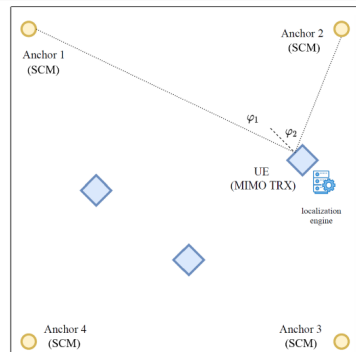 Anchor 1
(SCM)
Anchor 2
(SCM)
φ1
φ2
UE
(MIMO TRX)
localization
engine
Anchor 4
(SCM)
Anchor 3
(SCM)